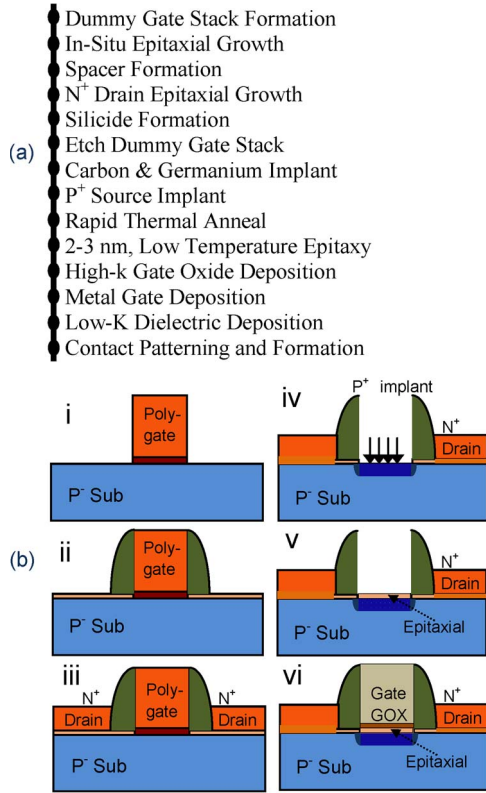 Dummy Gate Stack Formation
In-Situ Epitaxial Growth
Spacer Formation
N⁺ Drain Epitaxial Growth
Silicide Formation
Etch Dummy Gate Stack
(a)
Carbon & Germanium Implant
P⁺ Source Implant
Rapid Thermal Anneal
2-3 nm, Low Temperature Epitaxy
High-k Gate Oxide Deposition
Metal Gate Deposition
Low-K Dielectric Deposition
Contact Patterning and Formation
(b)
i
Poly-
gate
P⁻ Sub
ii
Poly-
gate
P⁻ Sub
iii
N⁺
Drain
Poly-
gate
N⁺
Drain
P⁻ Sub
iv
P⁺ implant
N⁺
Drain
P⁻ Sub
v
N⁺
Drain
Epitaxial
P⁻ Sub
vi
Gate
GOX
N⁺
Drain
Epitaxial
P⁻ Sub